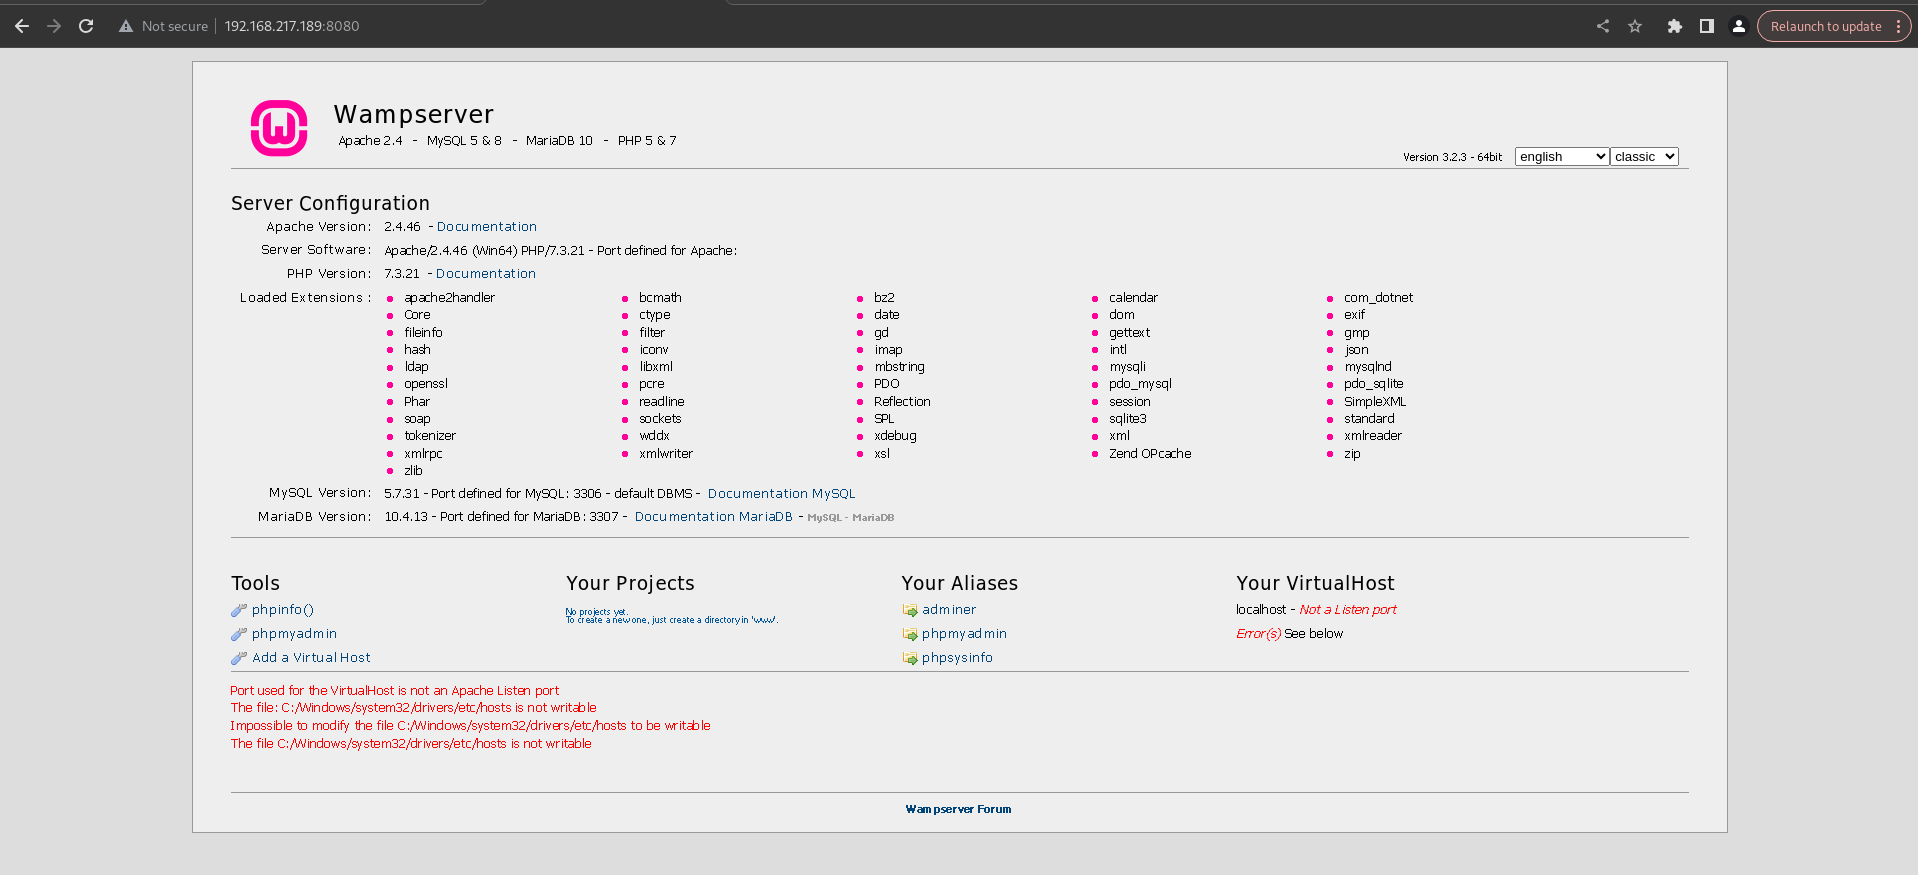 Not secure 192.168.217.189:8080 Relaunch to update
Wampserver
Apache 2.4 - MySQL 5 & 8 - MariaDB 10 - PHP 5 & 7
Version 3.2.3 - 64bit english classic
Server Configuration
Apache Version: 2.4.46 - Documentation
Server Software: Apache/2.4.46 (Win64) PHP/7.3.21 - Port defined for Apache:
PHP Version: 7.3.21 - Documentation
Loaded Extensions : apache2handler bcmath bz2 calendar com_dotnet
Core ctype date dom exif
fileinfo filter gd gettext gmp
hash iconv imap intl json
ldap libxml mbstring mysqli mysqlnd
openssl pcre PDO pdo_mysql pdo_sqlite
Phar readline Reflection session SimpleXML
soap sockets SPL sqlite3 standard
tokenizer wddx xdebug xml xmlreader
xmlrpc xmlwriter xsl Zend OPcache zip
zlib
MySQL Version: 5.7.31 - Port defined for MySQL: 3306 - default DBMS - Documentation MySQL
MariaDB Version: 10.4.13 - Port defined for MariaDB: 3307 - Documentation MariaDB - MySQL - MariaDB
Tools
phpinfo()
phpmyadmin
Add a Virtual Host
Your Projects
No projects yet.
To create a new one, just create a directory in 'www'.
Your Aliases
adminer
phpmyadmin
phpsysinfo
Your VirtualHost
localhost - Not a Listen port
Error(s) See below
Port used for the VirtualHost is not an Apache Listen port
The file: C:/Windows/system32/drivers/etc/hosts is not writable
Impossible to modify the file C:/Windows/system32/drivers/etc/hosts to be writable
The file C:/Windows/system32/drivers/etc/hosts is not writable
Wampserver Forum